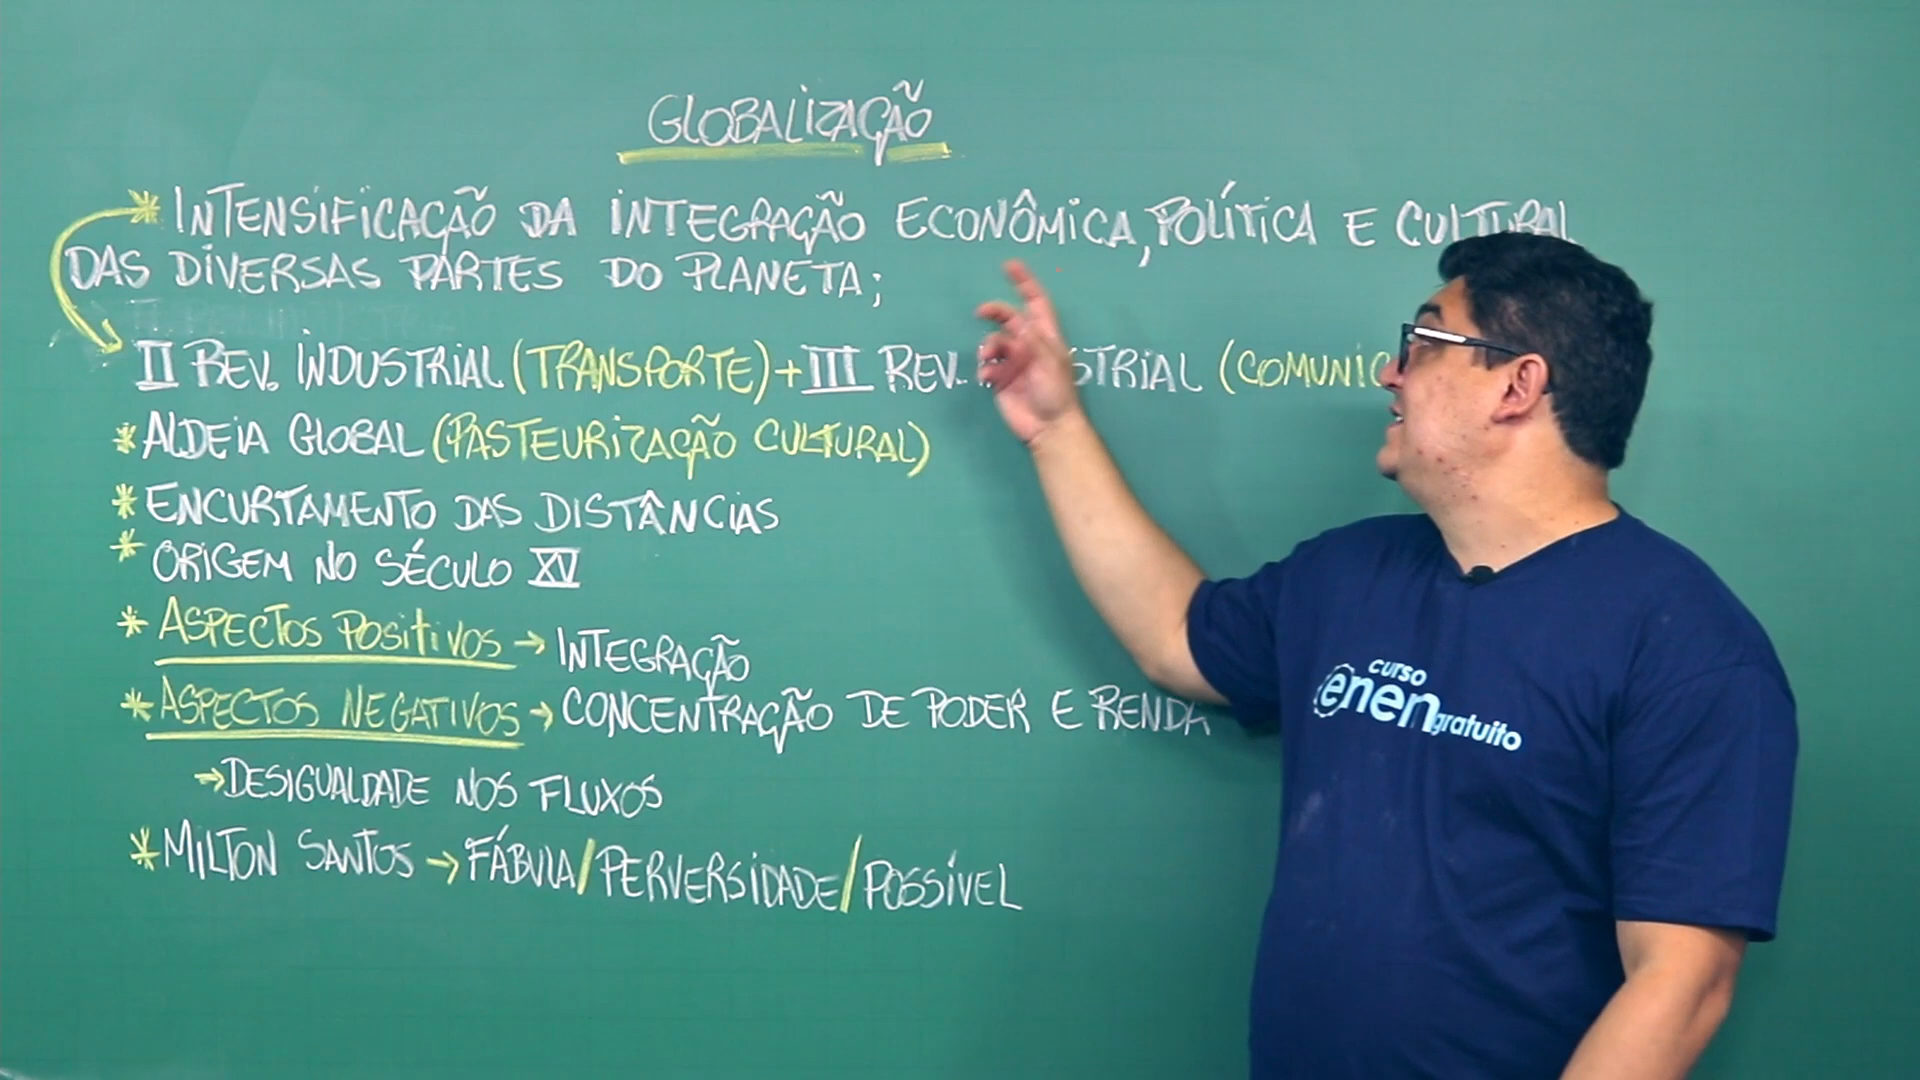 GLOBALIZAÇÃO
* INTENSIFICAÇÃO DA INTEGRAÇÃO ECONÔMICA, POLÍTICA E CULTURAL
DAS DIVERSAS PARTES DO PLANETA;
II REV. INDUSTRIAL (TRANSPORTE) + III REV.
* ALDEIA GLOBAL (PASTEURIZAÇÃO CULTURAL)
* ENCURTAMENTO DAS DISTÂNCIAS
* ORIGEM NO SÉCULO XV
* ASPECTOS POSITIVOS → INTEGRAÇÃO
* ASPECTOS NEGATIVOS → CONCENTRAÇÃO DE PODER E RENDA
→ DESIGUALDADE NOS FLUXOS
* MILTON SANTOS → FÁBULA/PERVERSIDADE/POSSÍVEL
curso
enem gratuito